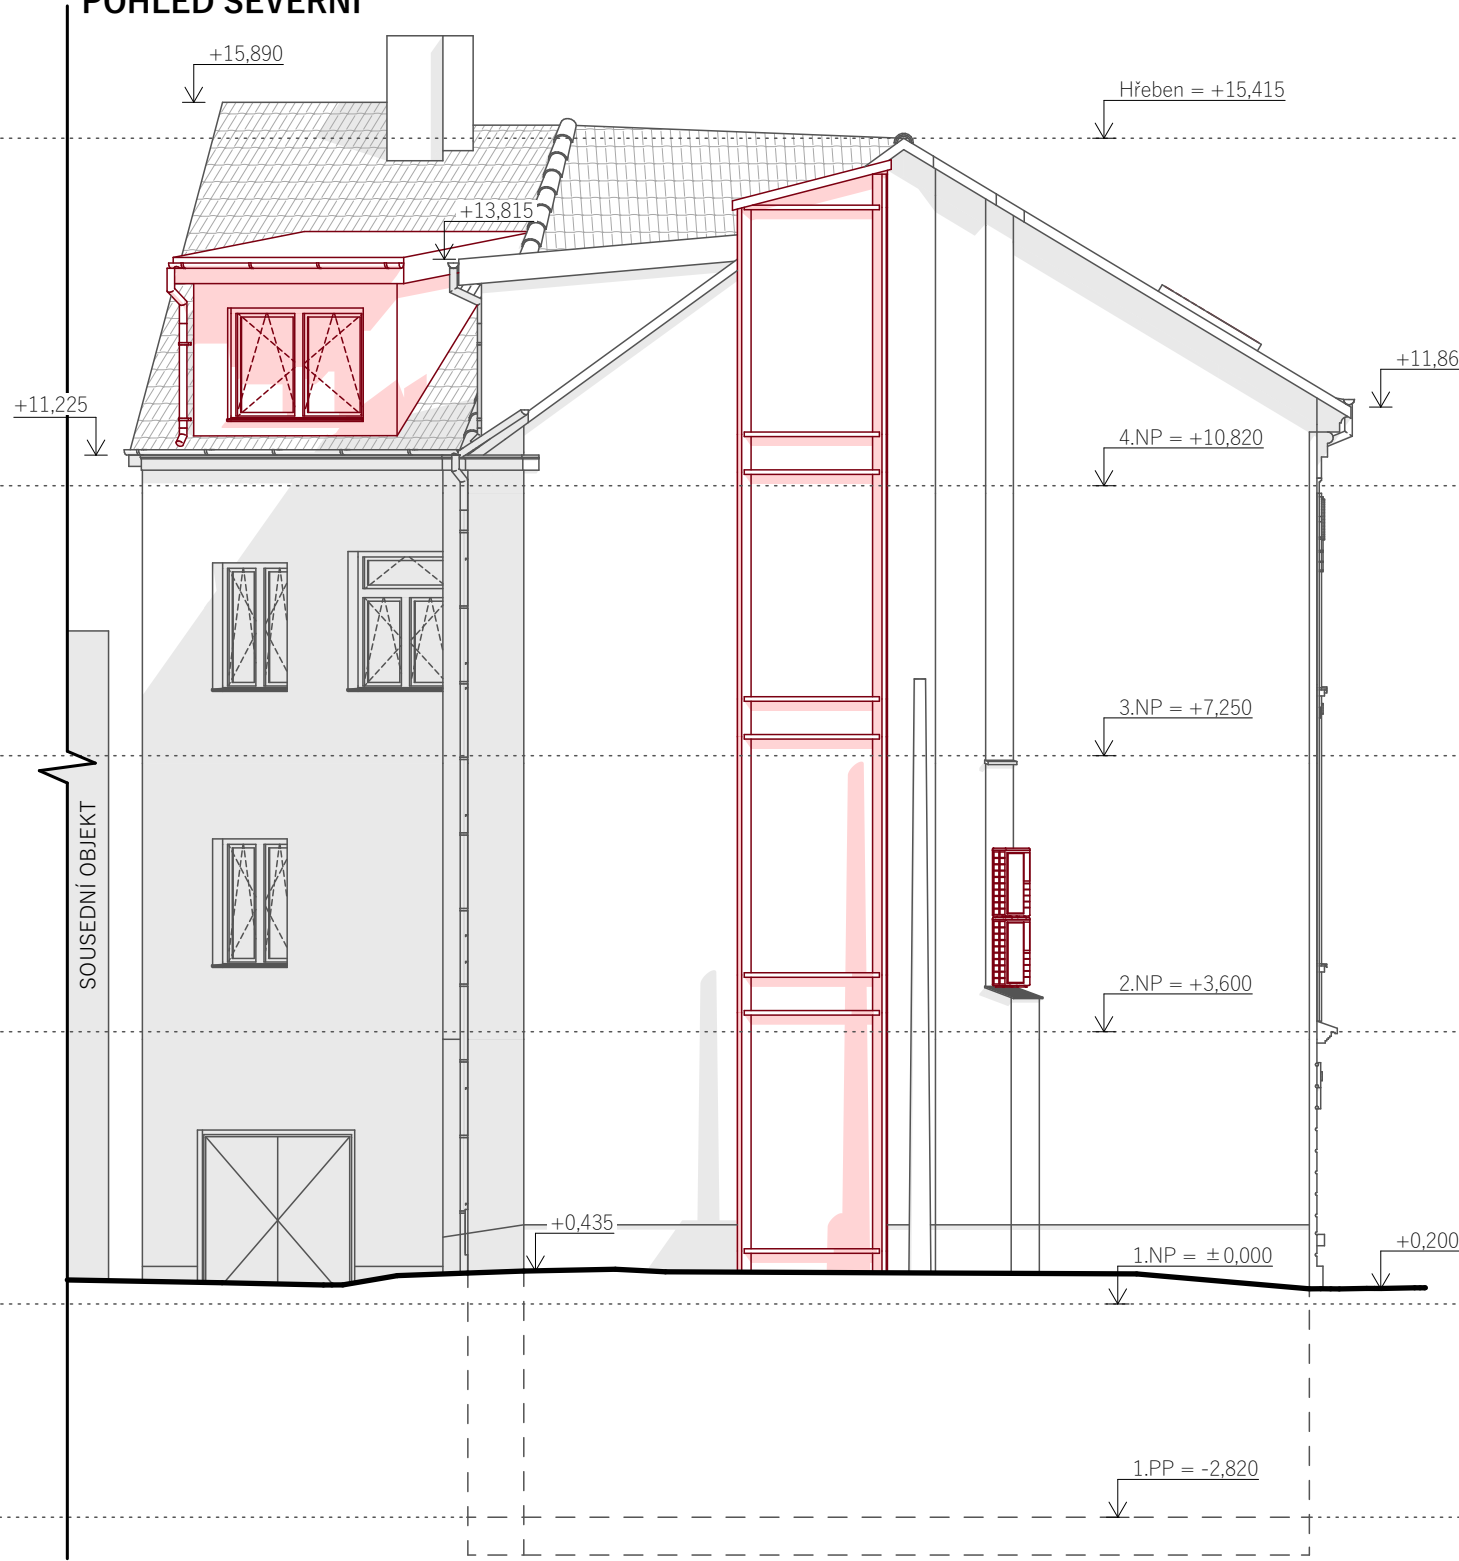 POHLED SEVERNÍ
+15,890
Hřeben = +15,415
+13,815
+11,86
+11,225
4.NP = +10,820
3.NP = +7,250
SOUSEDNÍ OBJEKT
2.NP = +3,600
+0,435
+0,200
1.NP = ±0,000
1.PP = -2,820